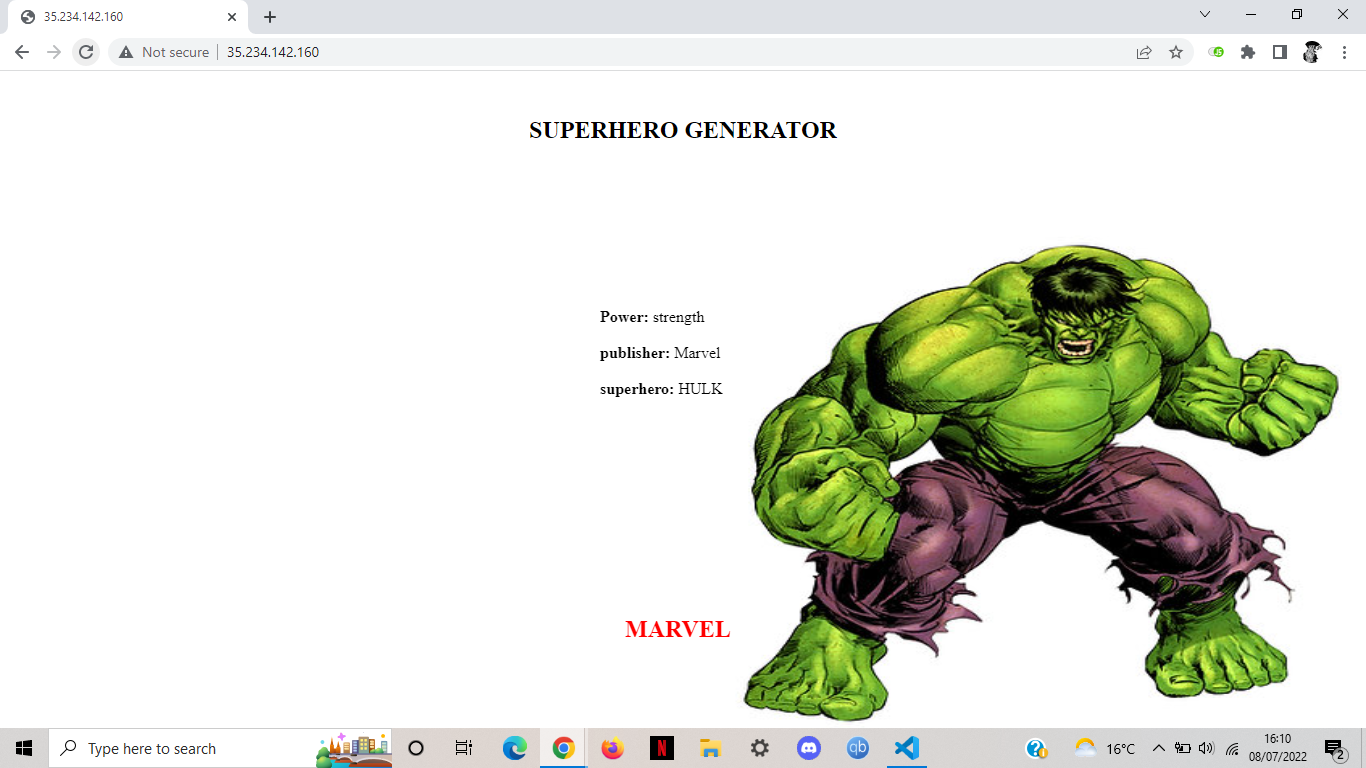 35.234.142.160
Not secure
35.234.142.160
SUPERHERO GENERATOR
Power: strength
publisher: Marvel
superhero: HULK
MARVEL
Type here to search
N
qb
16°C
16:10
08/07/2022
2